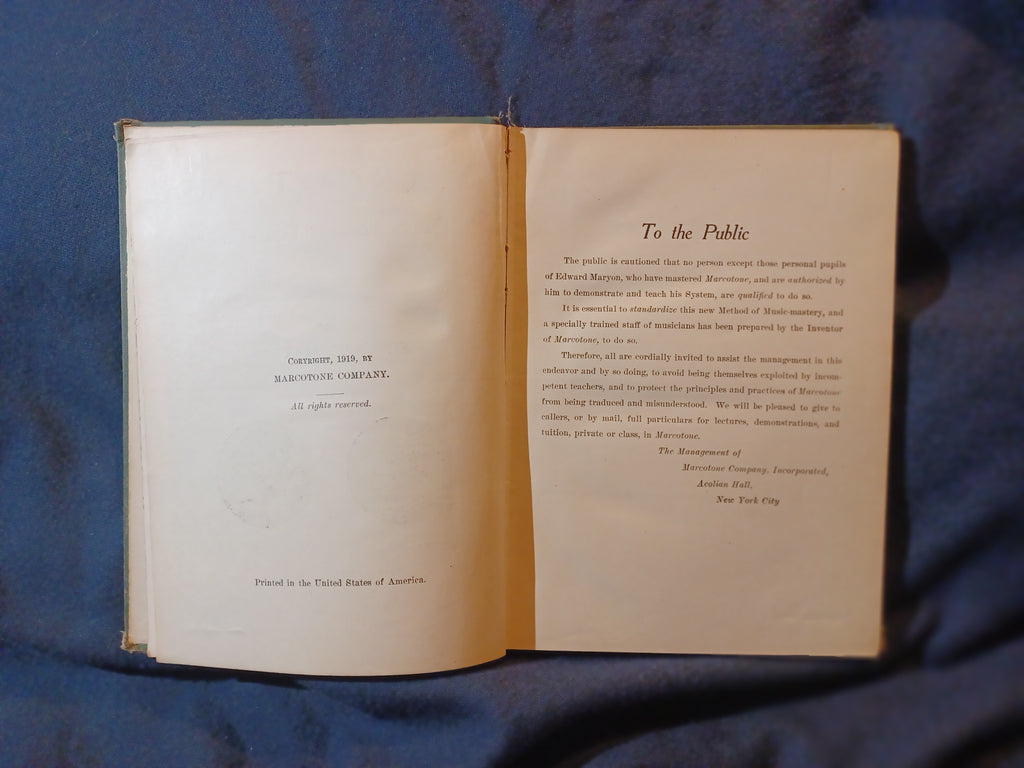 COPYRIGHT, 1919, BY
MARCOTONE COMPANY.
All rights reserved.
Printed in the United States of America.
To the Public
The public is cautioned that no person except those personal pupils
of Edward Maryon, who have mastered Marcotone, and are authorized by
him to demonstrate and teach his System, are qualified to do so.
It is essential to standardize this new Method of Music-mastery, and
a specially trained staff of musicians has been prepared by the Inventor
of Marcotone, to do so.
Therefore, all are cordially invited to assist the management in this
endeavor and by so doing, to avoid being themselves exploited by incom-
petent teachers, and to protect the principles and practices of Marcotone
from being traduced and misunderstood. We will be pleased to give to
callers, or by mail, full particulars for lectures, demonstrations, and
tuition, private or class, in Marcotone.
The Management of
Marcotone Company, Incorporated,
Aeolian Hall,
New York City